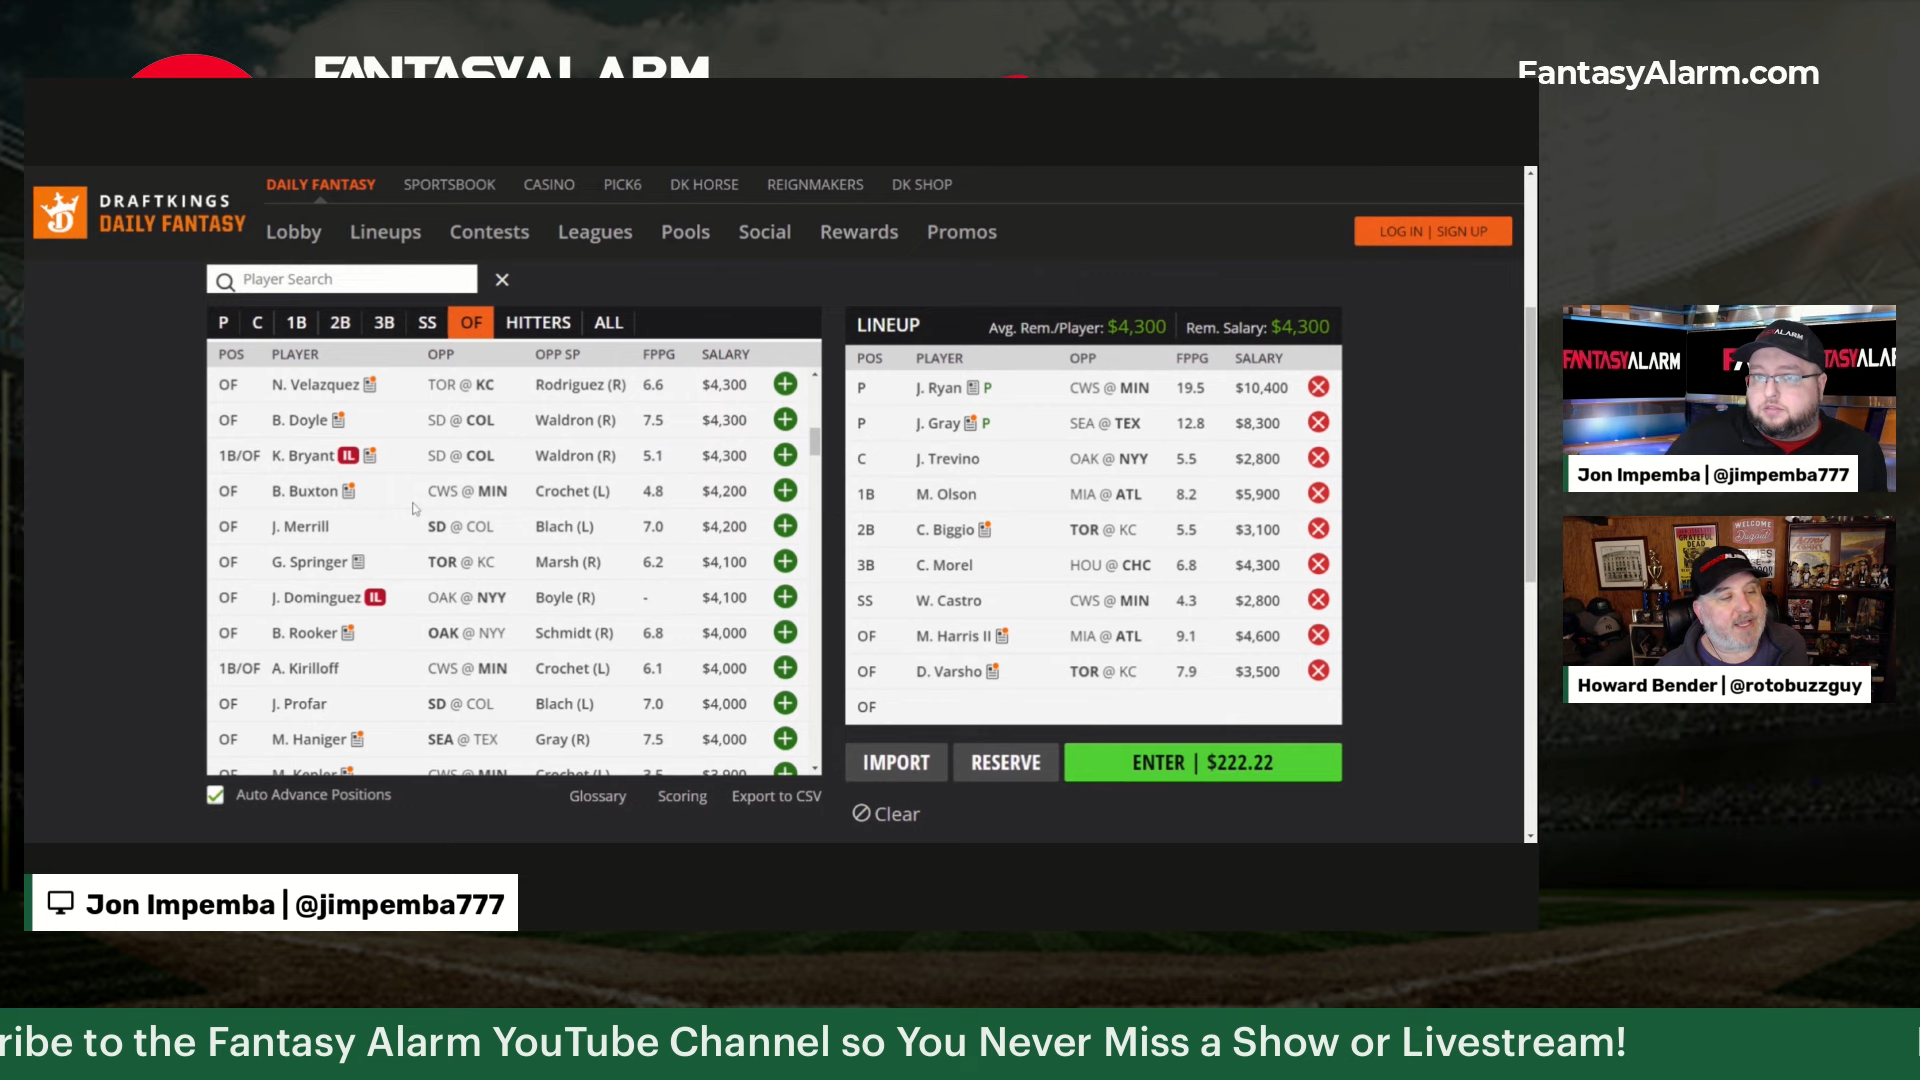 FANTASYALARM
FantasyAlarm.com
DRAFTKINGS
DAILY FANTASY
DAILY FANTASY SPORTSBOOK CASINO PICK6 DK HORSE REIGNMAKERS DK SHOP
Lobby Lineups Contests Leagues Pools Social Rewards Promos
LOG IN | SIGN UP
Player Search
P C 1B 2B 3B SS OF HITTERS ALL
POS PLAYER OPP OPP SP FPPG SALARY
OF N. Velazquez TOR @ KC Rodriguez (R) 6.6 $4,300
OF B. Doyle SD @ COL Waldron (R) 7.5 $4,300
1B/OF K. Bryant IL SD @ COL Waldron (R) 5.1 $4,300
OF B. Buxton CWS @ MIN Crochet (L) 4.8 $4,200
OF J. Merrill SD @ COL Blach (L) 7.0 $4,200
OF G. Springer TOR @ KC Marsh (R) 6.2 $4,100
OF J. Dominguez IL OAK @ NYY Boyle (R) - $4,100
OF B. Rooker OAK @ NYY Schmidt (R) 6.8 $4,000
1B/OF A. Kirilloff CWS @ MIN Crochet (L) 6.1 $4,000
OF J. Profar SD @ COL Blach (L) 7.0 $4,000
OF M. Haniger SEA @ TEX Gray (R) 7.5 $4,000
OF M. Kepler CWS @ MIN Crochet (L) 3.5 $3,900
Auto Advance Positions
Glossary Scoring Export to CSV
LINEUP Avg. Rem./Player: $4,300 Rem. Salary: $4,300
POS PLAYER OPP FPPG SALARY
P J. Ryan P CWS @ MIN 19.5 $10,400
P J. Gray P SEA @ TEX 12.8 $8,300
C J. Trevino OAK @ NYY 5.5 $2,800
1B M. Olson MIA @ ATL 8.2 $5,900
2B C. Biggio TOR @ KC 5.5 $3,100
3B C. Morel HOU @ CHC 6.8 $4,300
SS W. Castro CWS @ MIN 4.3 $2,800
OF M. Harris II MIA @ ATL 9.1 $4,600
OF D. Varsho TOR @ KC 7.9 $3,500
OF
IMPORT RESERVE ENTER | $222.22
Clear
FANTASYALARM
Jon Impemba | @jimpemba777
WELCOME
Howard Bender | @rotobuzzguy
Jon Impemba | @jimpemba777
ribe to the Fantasy Alarm YouTube Channel so You Never Miss a Show or Livestream!